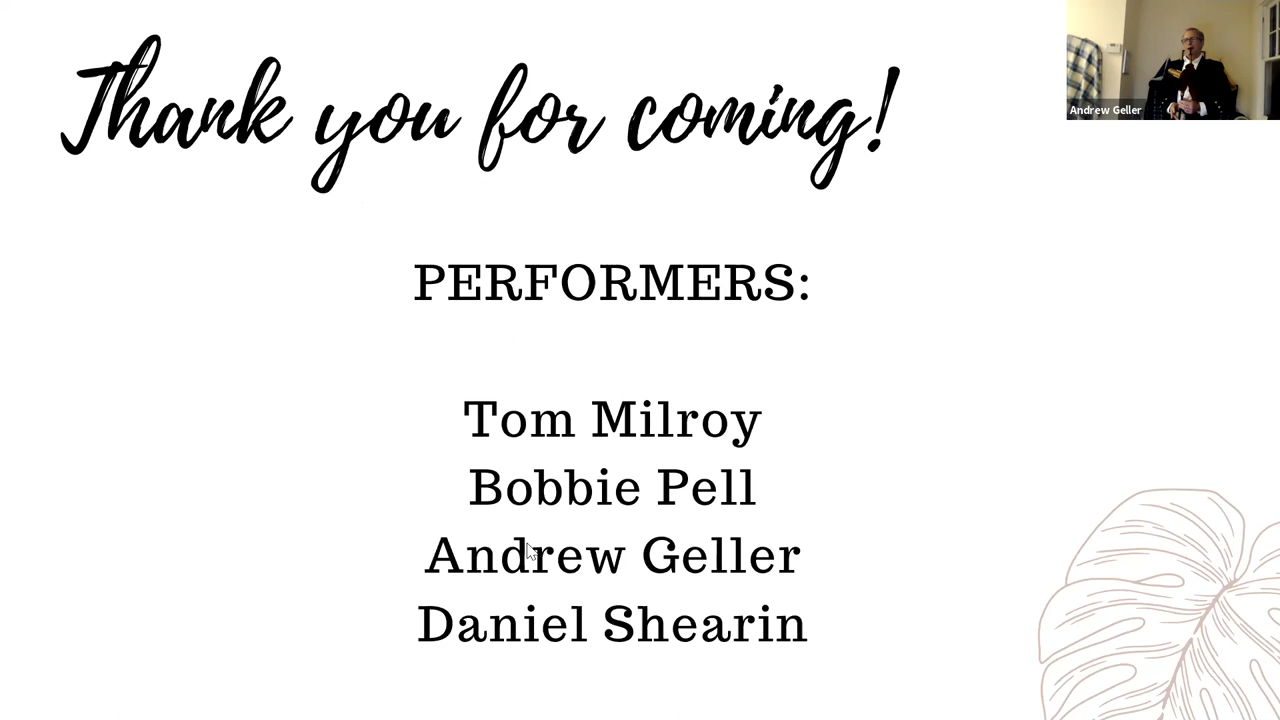 Thank you for coming!
Andrew Geller
PERFORMERS:
Tom Milroy
Bobbie Pell
Andrew Geller
Daniel Shearin